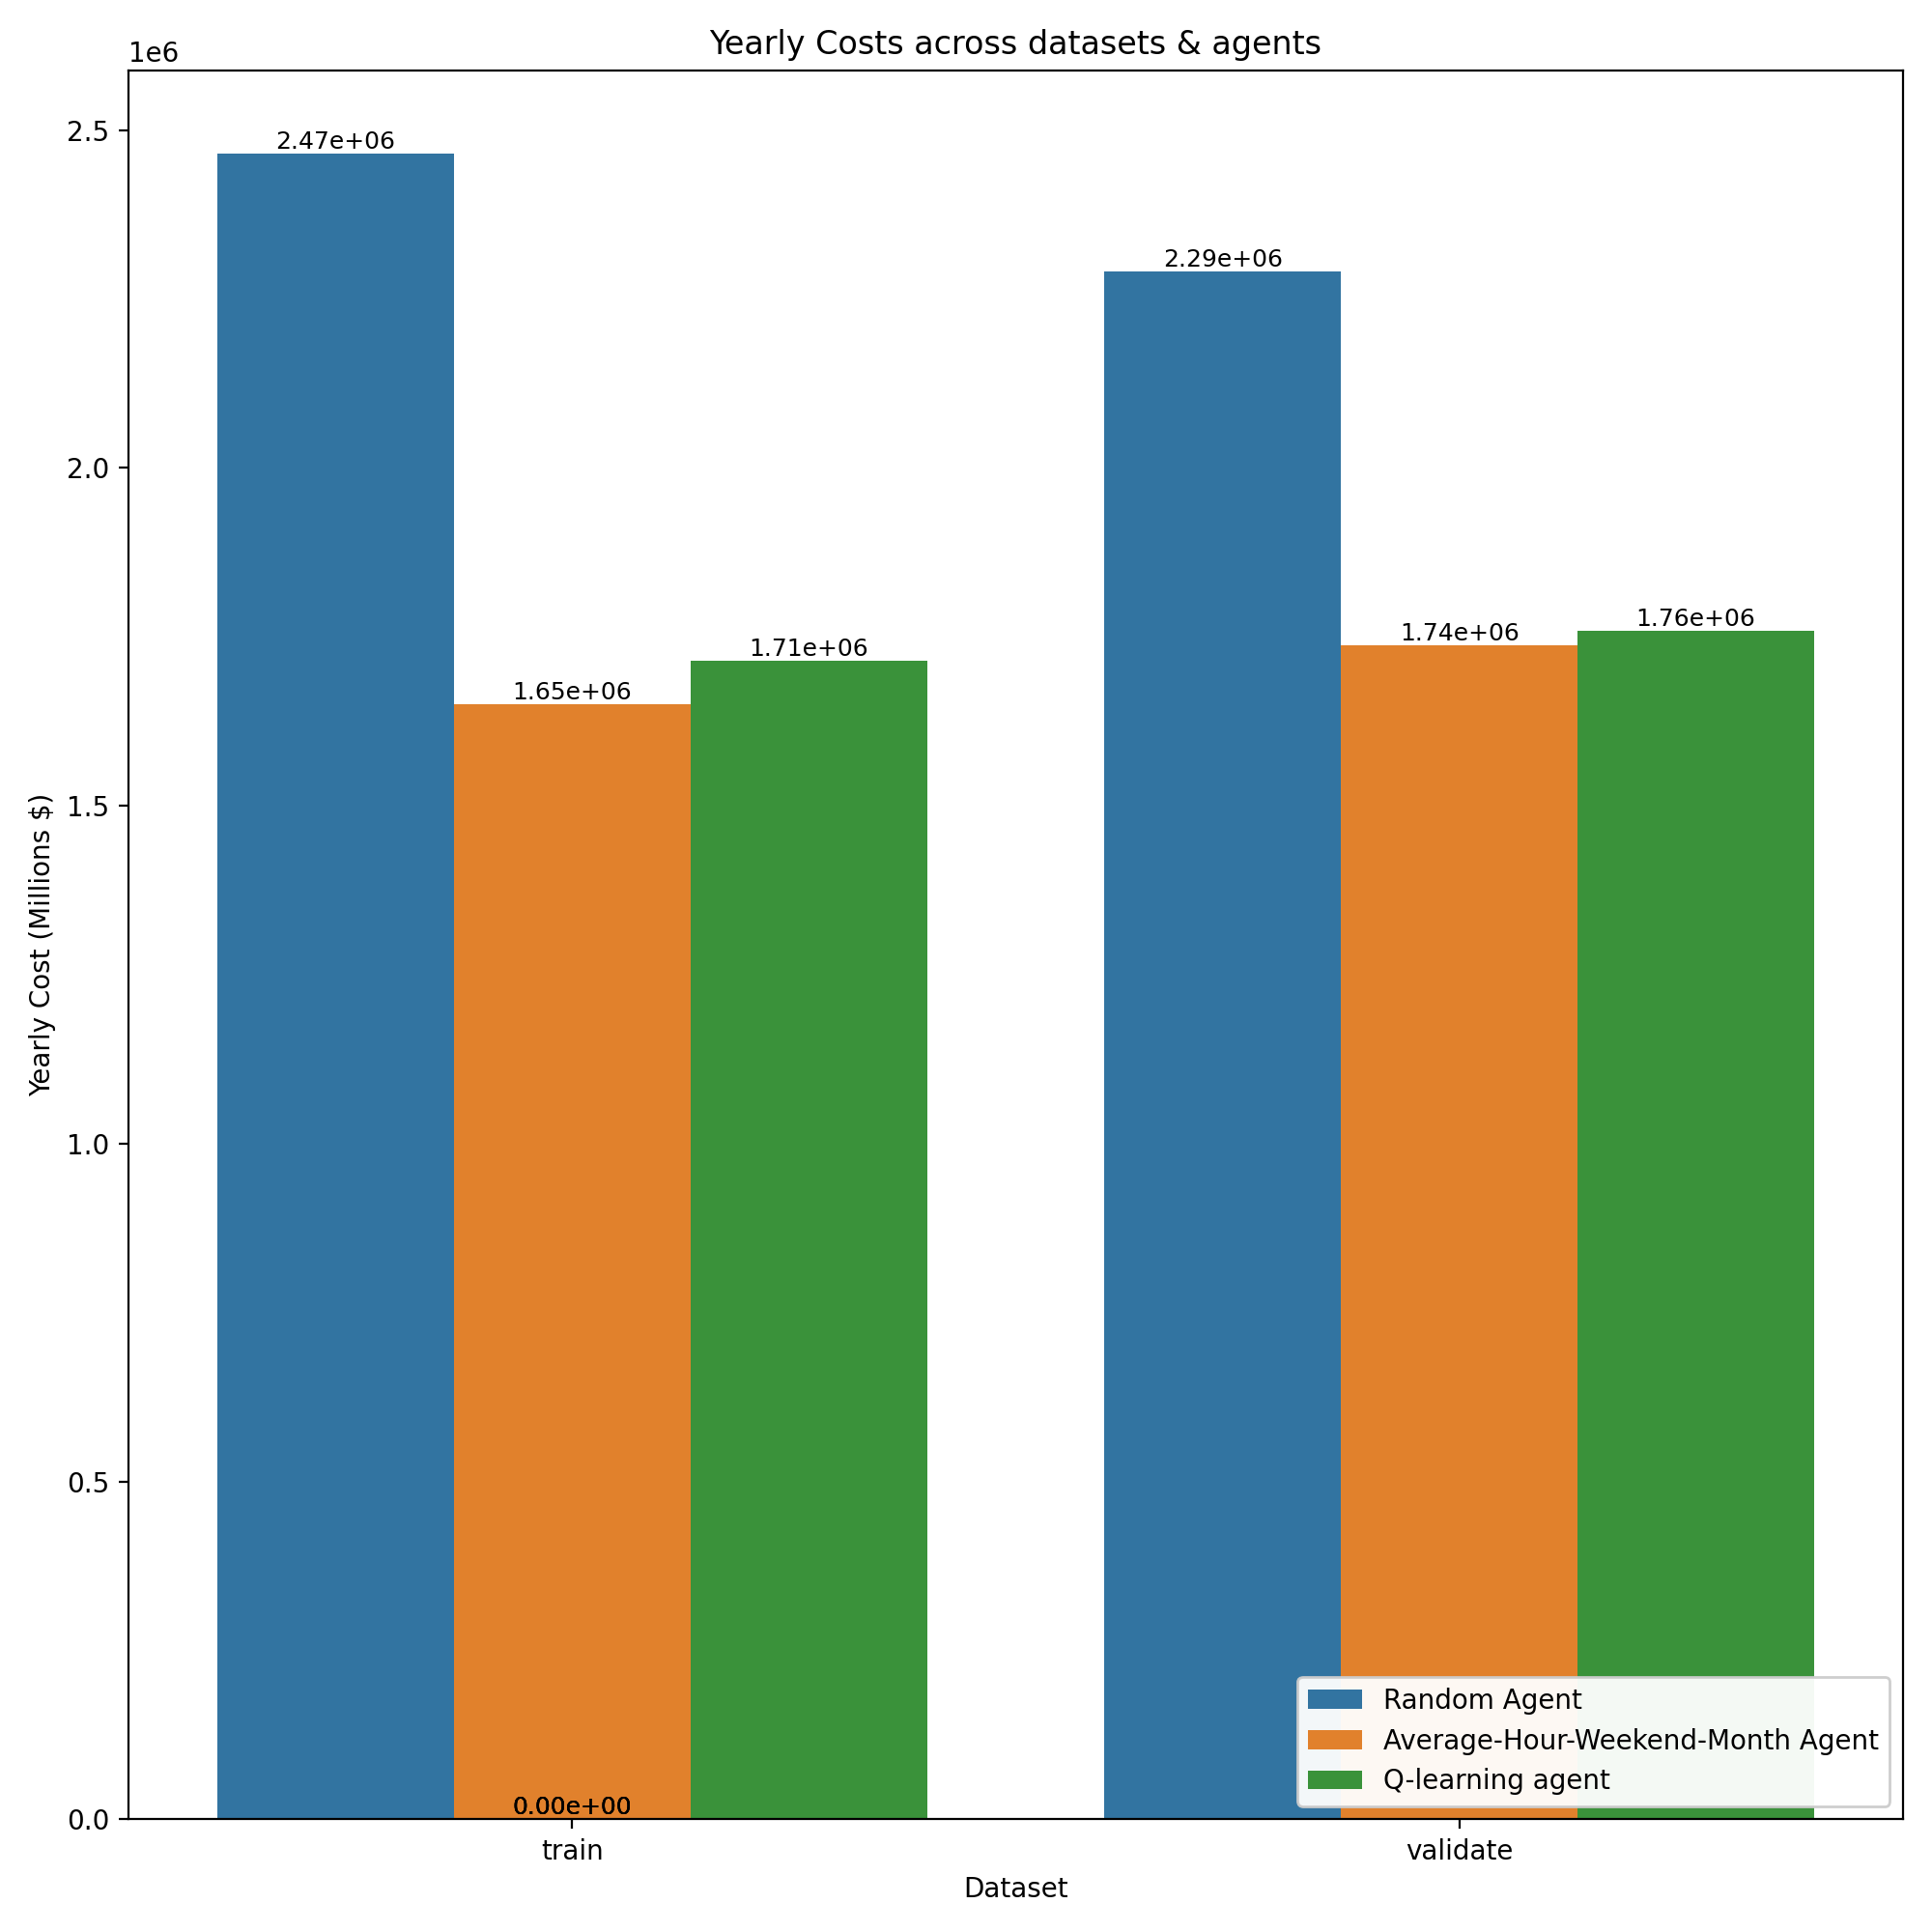 Yearly Costs across datasets & agents
1e6
2.5
2.0
1.5
1.0
0.5
0.0
Yearly Cost (Millions $)
2.47e+06
1.65e+06
1.71e+06
0.00e+00
2.29e+06
1.74e+06
1.76e+06
Random Agent
Average-Hour-Weekend-Month Agent
Q-learning agent
train
validate
Dataset